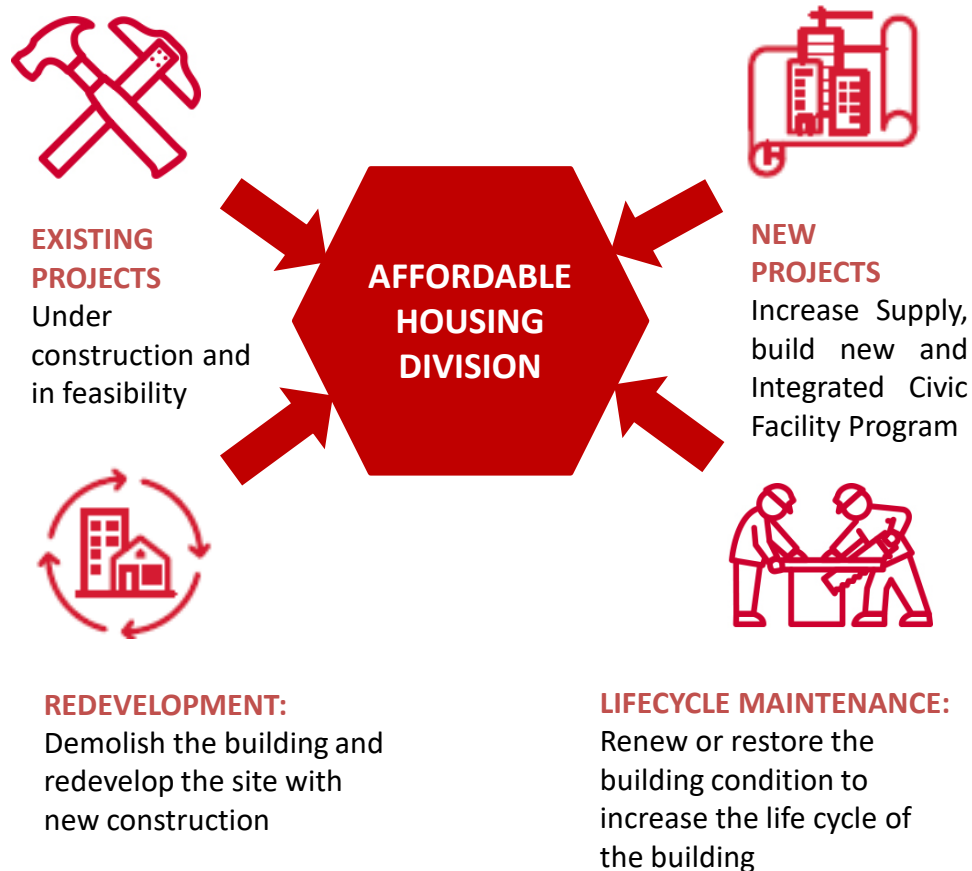 EXISTING
PROJECTS
Under
construction and
in feasibility
AFFORDABLE
HOUSING
DIVISION
NEW
PROJECTS
Increase Supply,
build new and
Integrated Civic
Facility Program
REDEVELOPMENT:
Demolish the building and
redevelop the site with
new construction
LIFECYCLE MAINTENANCE:
Renew or restore the
building condition to
increase the life cycle of
the building